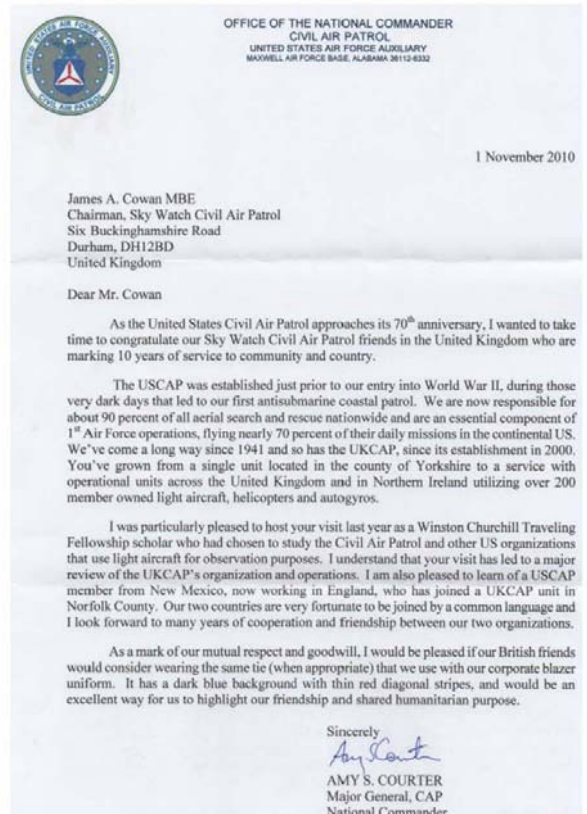 OFFICE OF THE NATIONAL COMMANDER
CIVIL AIR PATROL
UNITED STATES AIR FORCE AUXILIARY
MAXWELL AIR FORCE BASE, ALABAMA 36112-6332
UNITED STATES AIR FORCE AUXILIARY
CIVIL AIR PATROL
1 November 2010
James A. Cowan MBE
Chairman, Sky Watch Civil Air Patrol
Six Buckinghamshire Road
Durham, DH12BD
United Kingdom
Dear Mr. Cowan
As the United States Civil Air Patrol approaches its 70th anniversary, I wanted to take
time to congratulate our Sky Watch Civil Air Patrol friends in the United Kingdom who are
marking 10 years of service to community and country.
The USCAP was established just prior to our entry into World War II, during those
very dark days that led to our first antisubmarine coastal patrol. We are now responsible for
about 90 percent of all aerial search and rescue nationwide and are an essential component of
1st Air Force operations, flying nearly 70 percent of their daily missions in the continental US.
We've come a long way since 1941 and so has the UKCAP, since its establishment in 2000.
You've grown from a single unit located in the county of Yorkshire to a service with
operational units across the United Kingdom and in Northern Ireland utilizing over 200
member owned light aircraft, helicopters and autogyros.
I was particularly pleased to host your visit last year as a Winston Churchill Traveling
Fellowship scholar who had chosen to study the Civil Air Patrol and other US organizations
that use light aircraft for observation purposes. I understand that your visit has led to a major
review of the UKCAP's organization and operations. I am also pleased to learn of a USCAP
member from New Mexico, now working in England, who has joined a UKCAP unit in
Norfolk County. Our two countries are very fortunate to be joined by a common language and
I look forward to many years of cooperation and friendship between our two organizations.
As a mark of our mutual respect and goodwill, I would be pleased if our British friends
would consider wearing the same tie (when appropriate) that we use with our corporate blazer
uniform. It has a dark blue background with thin red diagonal stripes, and would be an
excellent way for us to highlight our friendship and shared humanitarian purpose.
Sincerely
Amy S Courter
AMY S. COURTER
Major General, CAP
National Commander